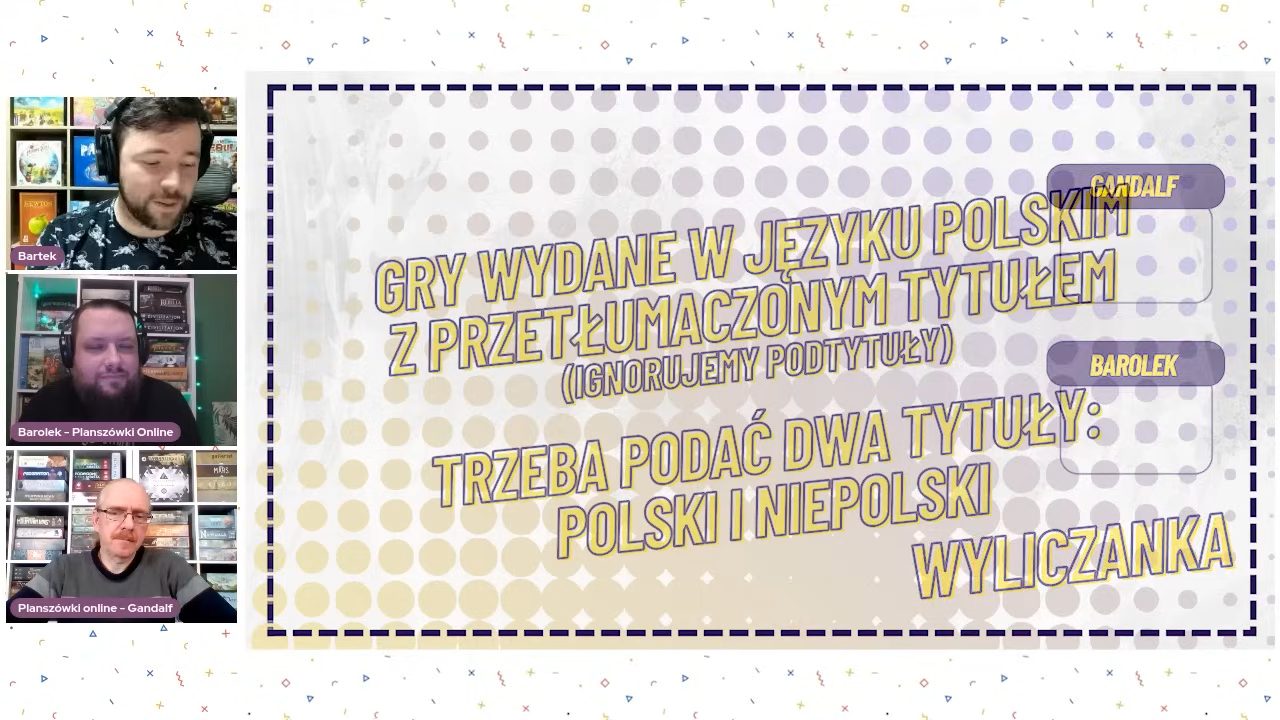 Bartek
Barolek - Planszówki Online
Planszówki online - Gandalf
GANDALF
GRY WYDANE W JĘZYKU POLSKIM
Z PRZETŁUMACZONYM TYTUŁEM
(IGNORUJEMY PODTYTUŁY)
BAROLEK
TRZEBA PODAĆ DWA TYTUŁY:
POLSKI I NIEPOLSKI
WYLICZANKA
NEWTON